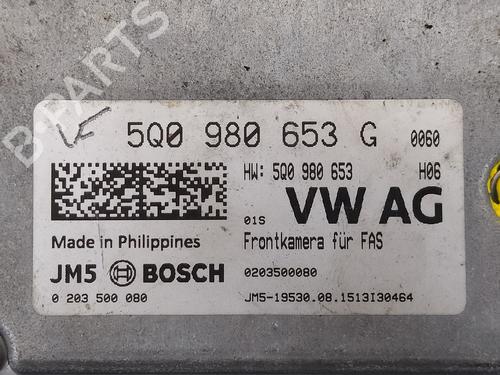 VF 5Q0 980 653 G 0060
HW: 5Q0 980 653 H06
01S VW AG
Made in Philippines Frontkamera für FAS
JM5 BOSCH 0203500080
0 203 500 080 JM5-19530.08.1513I30464
B-PARTS